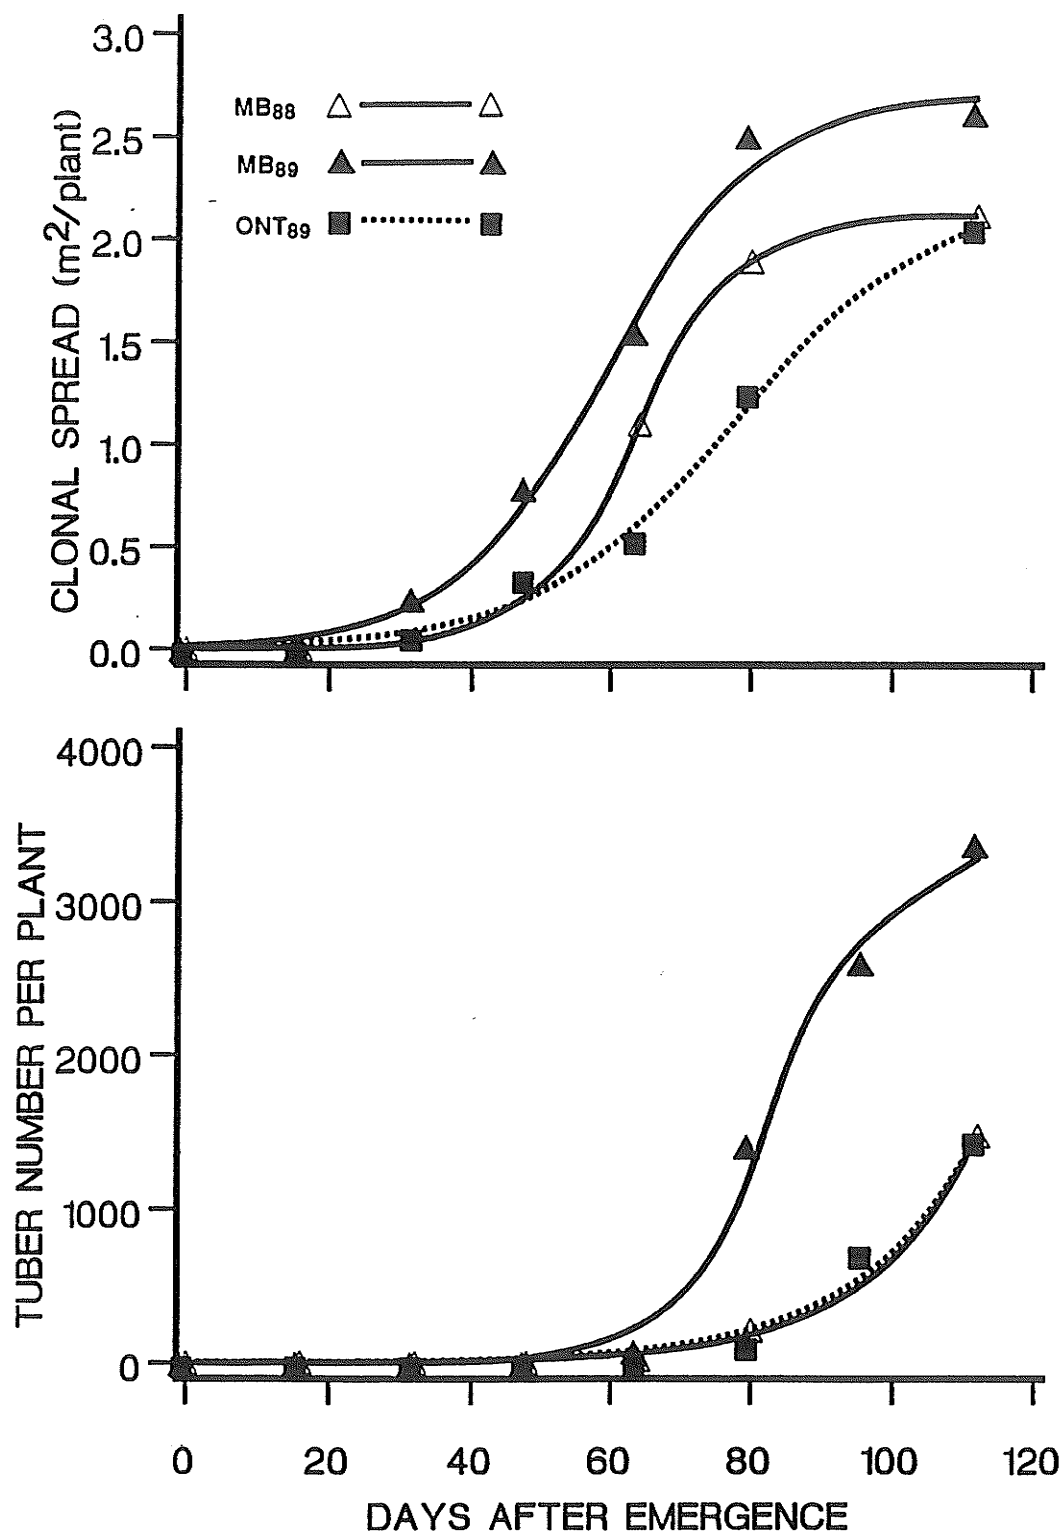 3.0
2.5
2.0
1.5
1.0
0.5
0.0
CLONAL SPREAD (m²/plant)
MB₈₈
MB₈₉
ONT₈₉
4000
3000
2000
1000
0
TUBER NUMBER PER PLANT
0 20 40 60 80 100 120
DAYS AFTER EMERGENCE